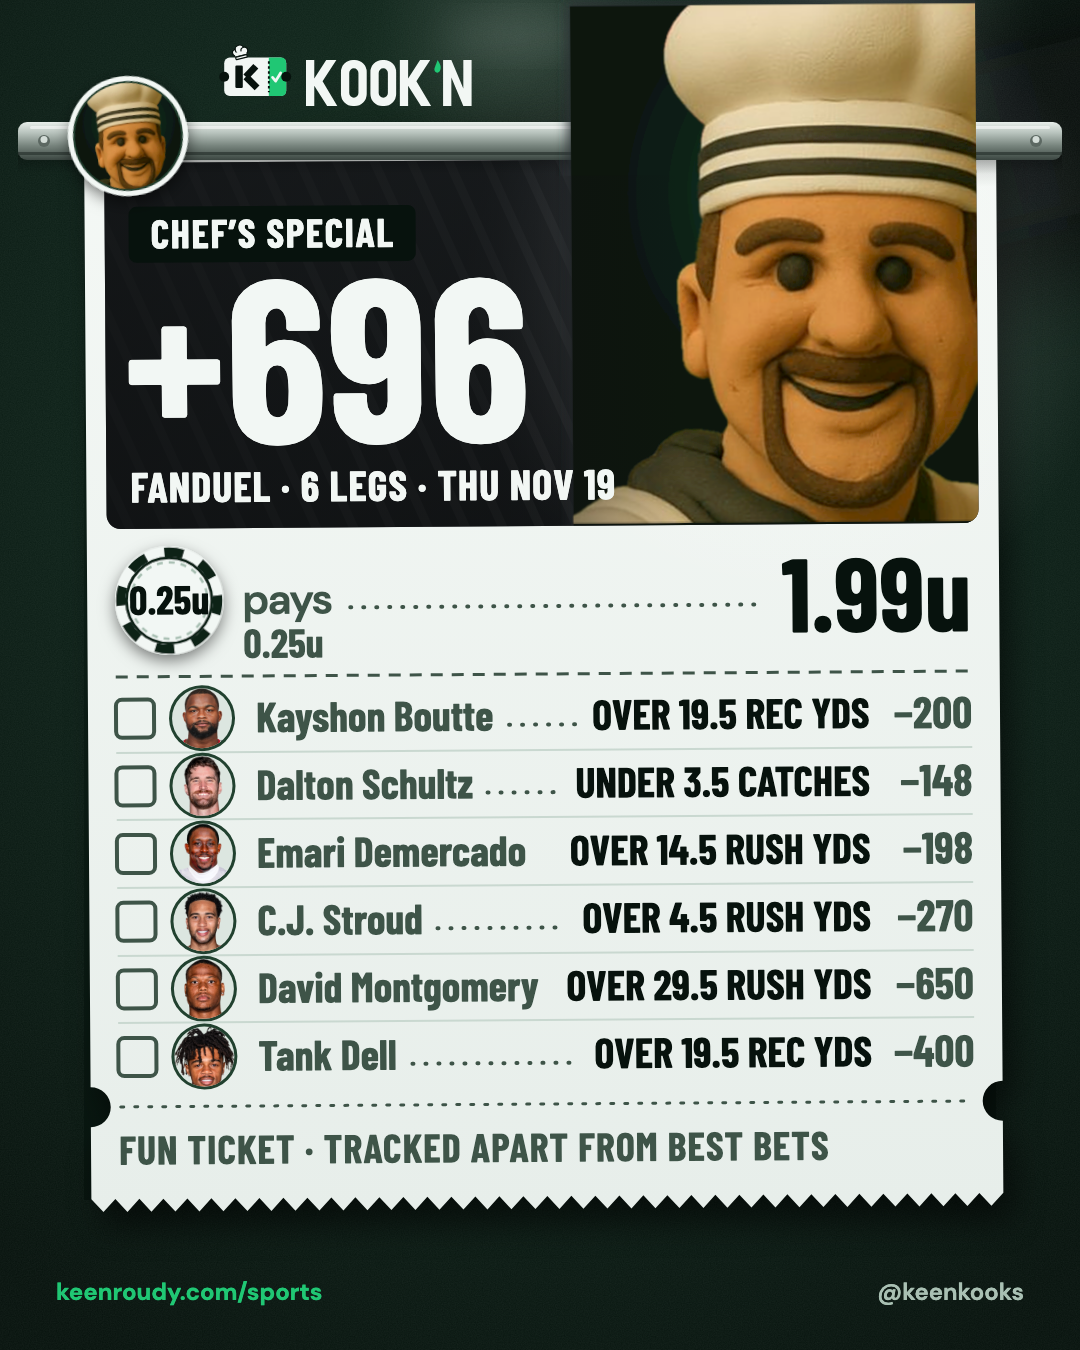 K KOOK'N
CHEF'S SPECIAL
+696
FANDUEL · 6 LEGS · THU NOV 19
0.25u pays 1.99u
0.25u
Kayshon Boutte OVER 19.5 REC YDS −200
Dalton Schultz UNDER 3.5 CATCHES −148
Emari Demercado OVER 14.5 RUSH YDS −198
C.J. Stroud OVER 4.5 RUSH YDS −270
David Montgomery OVER 29.5 RUSH YDS −650
Tank Dell OVER 19.5 REC YDS −400
FUN TICKET · TRACKED APART FROM BEST BETS
keenroudy.com/sports @keenkooks